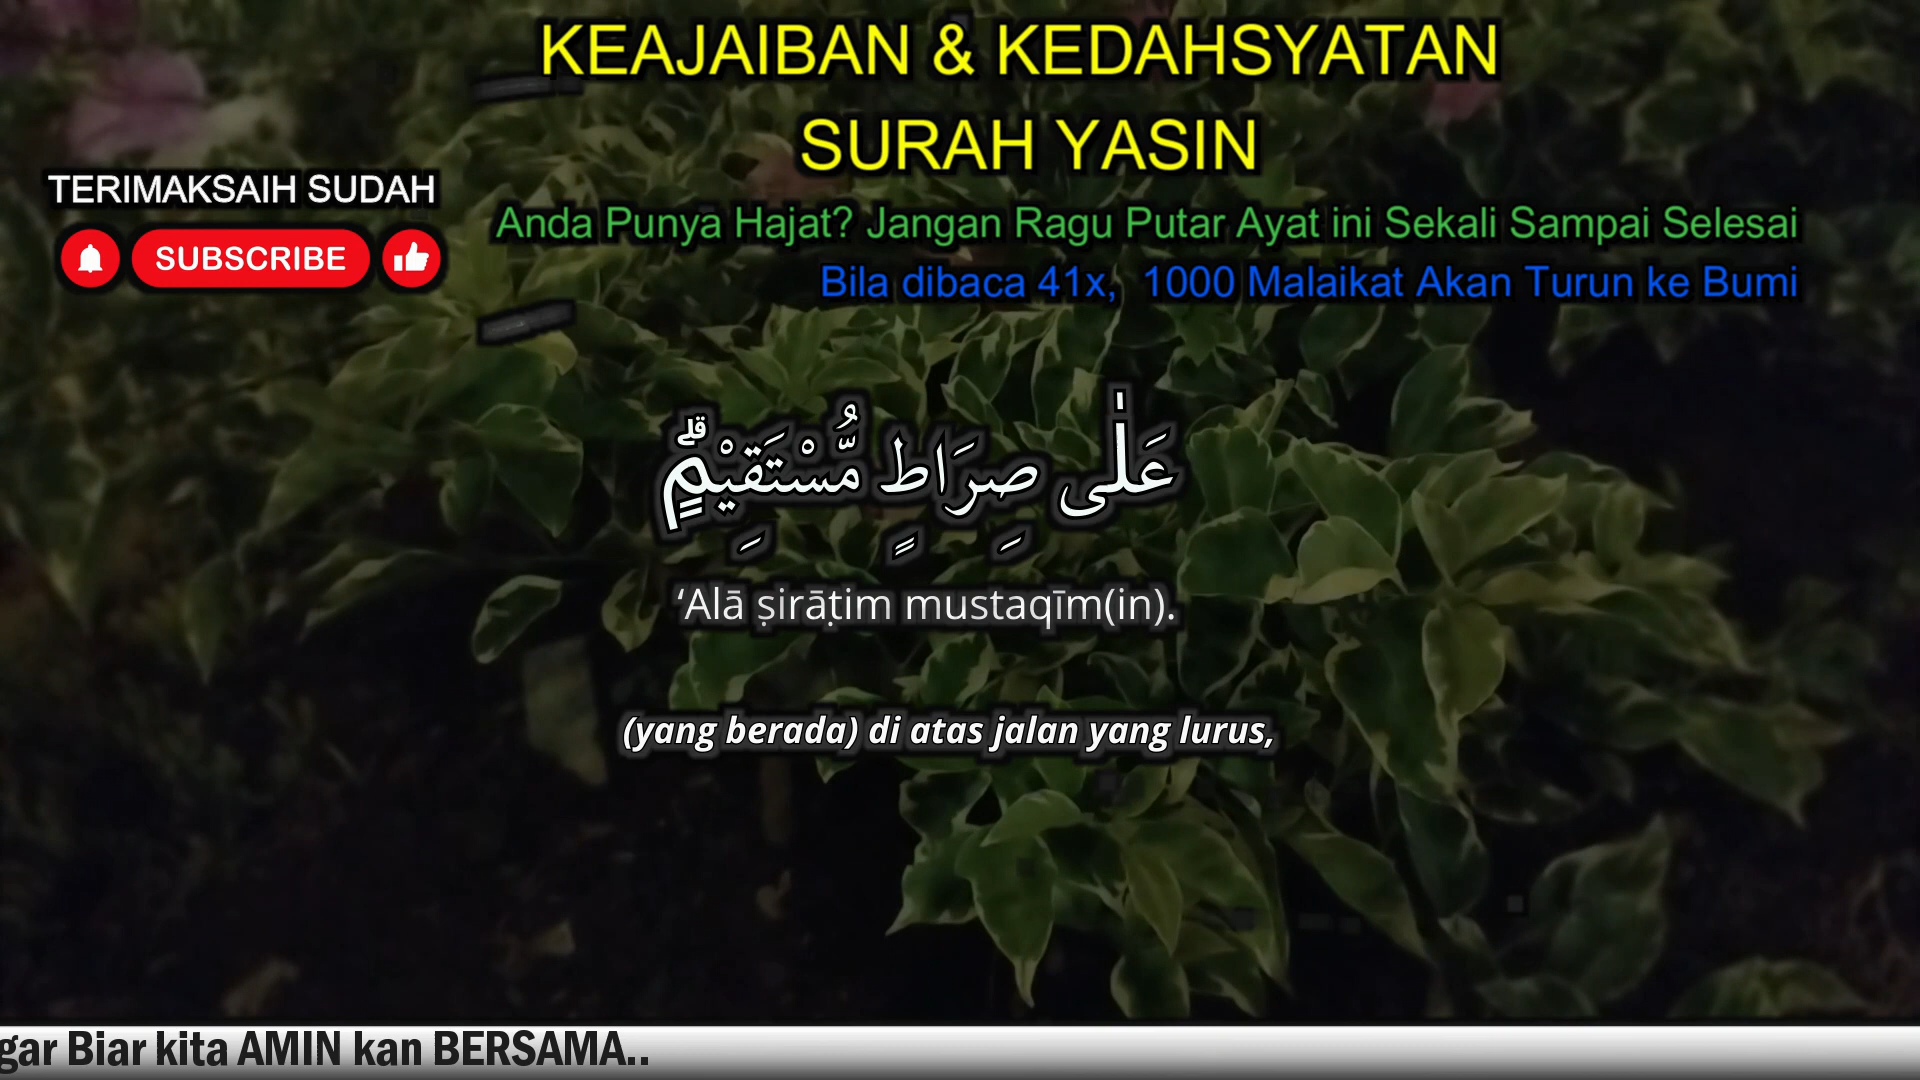 KEAJAIBAN & KEDAHSYATAN
SURAH YASIN
TERIMAKSAIH SUDAH
SUBSCRIBE
Anda Punya Hajat? Jangan Ragu Putar Ayat ini Sekali Sampai Selesai
Bila dibaca 41x, 1000 Malaikat Akan Turun ke Bumi
عَلٰى صِرَاطٍ مُّسْتَقِيْمٍۗ
‘Alā ṣirāṭim mustaqīm(in).
(yang berada) di atas jalan yang lurus,
gar Biar kita AMIN kan BERSAMA..